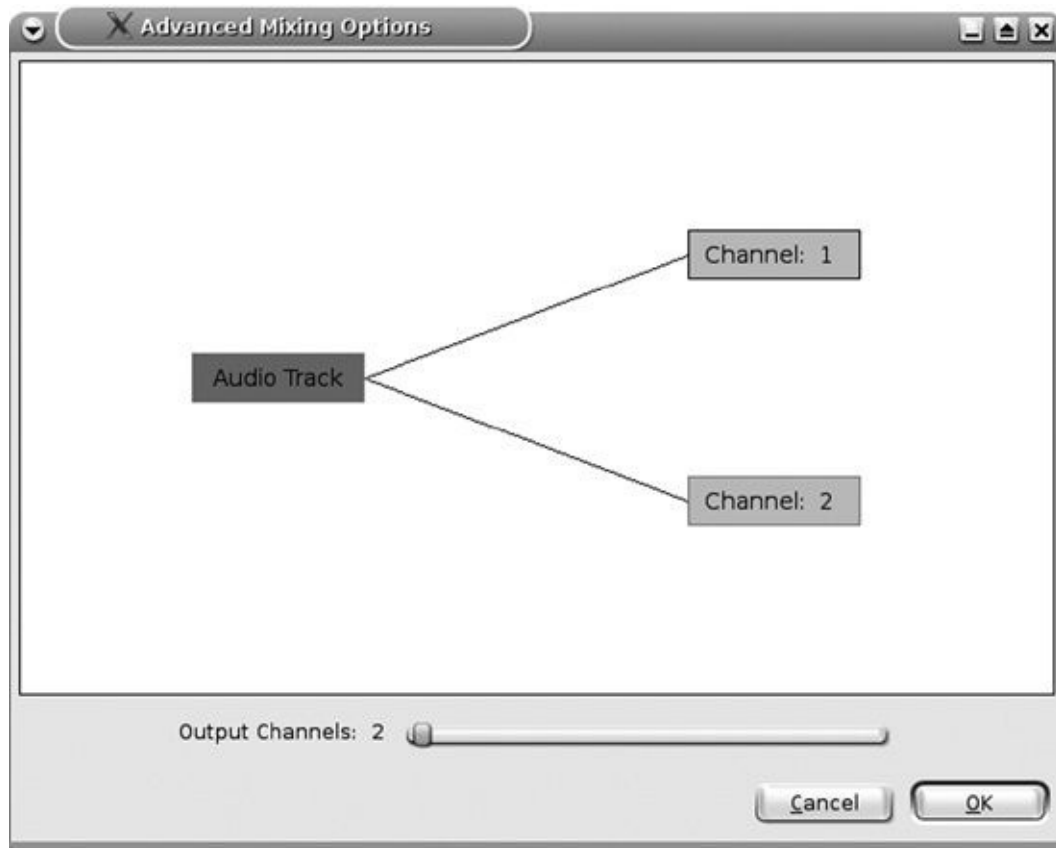 Advanced Mixing Options
Channel: 1
Audio Track
Channel: 2
Output Channels: 2
Cancel
OK